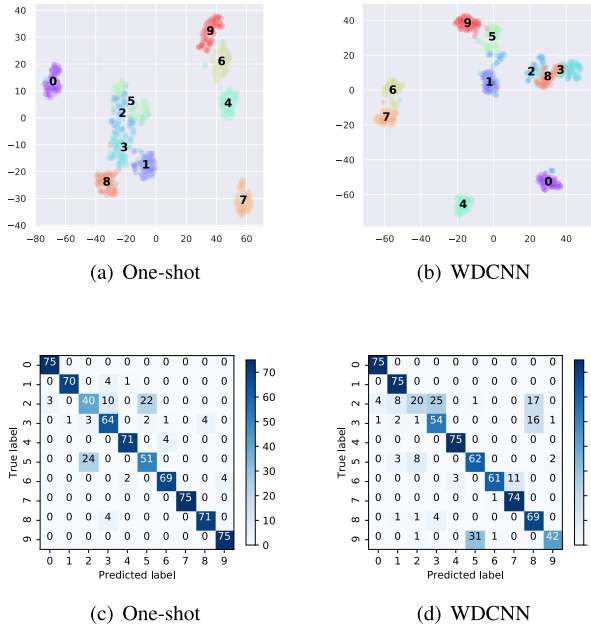 40
30
20
10
0
−10
−20
−30
−40
−80 −60 −40 −20 0 20 40 60
9
6
0
5
4
2
3
1
8
7
(a) One-shot
40
20
0
−20
−40
−60
−60 −40 −20 0 20 40
9
5
2 3
8
1
6
7
0
4
(b) WDCNN
True label
0 75 0 0 0 0 0 0 0 0 0
1 0 70 0 4 1 0 0 0 0 0
2 3 0 40 10 0 22 0 0 0 0
3 0 1 3 64 0 2 1 0 4 0
4 0 0 0 0 71 0 4 0 0 0
5 0 0 24 0 0 51 0 0 0 0
6 0 0 0 0 2 0 69 0 0 4
7 0 0 0 0 0 0 0 75 0 0
8 0 0 0 4 0 0 0 0 71 0
9 0 0 0 0 0 0 0 0 0 75
0 1 2 3 4 5 6 7 8 9
Predicted label
70
60
50
40
30
20
10
0
(c) One-shot
True label
0 75 0 0 0 0 0 0 0 0 0
1 0 75 0 0 0 0 0 0 0 0
2 4 8 20 25 0 1 0 0 17 0
3 1 2 1 54 0 0 0 0 16 1
4 0 0 0 0 75 0 0 0 0 0
5 0 3 8 0 0 62 0 0 0 2
6 0 0 0 0 3 0 61 11 0 0
7 0 0 0 0 0 0 1 74 0 0
8 0 1 1 4 0 0 0 0 69 0
9 0 0 1 0 0 31 1 0 0 42
0 1 2 3 4 5 6 7 8 9
Predicted label
(d) WDCNN